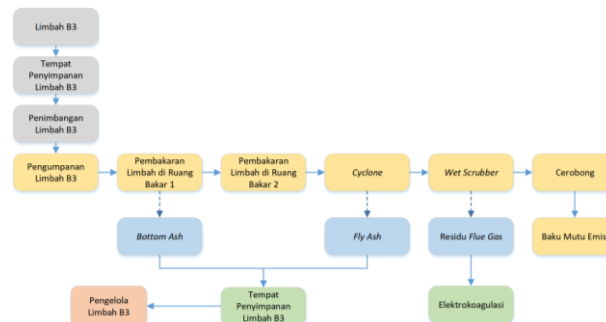 Limbah B3
Tempat
Penyimpanan
Limbah B3
Penimbangan
Limbah B3
Pengumpanan
Limbah B3
Pembakaran
Limbah di Ruang
Bakar 1
Pembakaran
Limbah di Ruang
Bakar 2
Cyclone
Wet Scrubber
Cerobong
Bottom Ash
Fly Ash
Residu Flue Gas
Baku Mutu Emisi
Pengelola
Limbah B3
Tempat
Penyimpanan
Limbah B3
Elektrokoagulasi